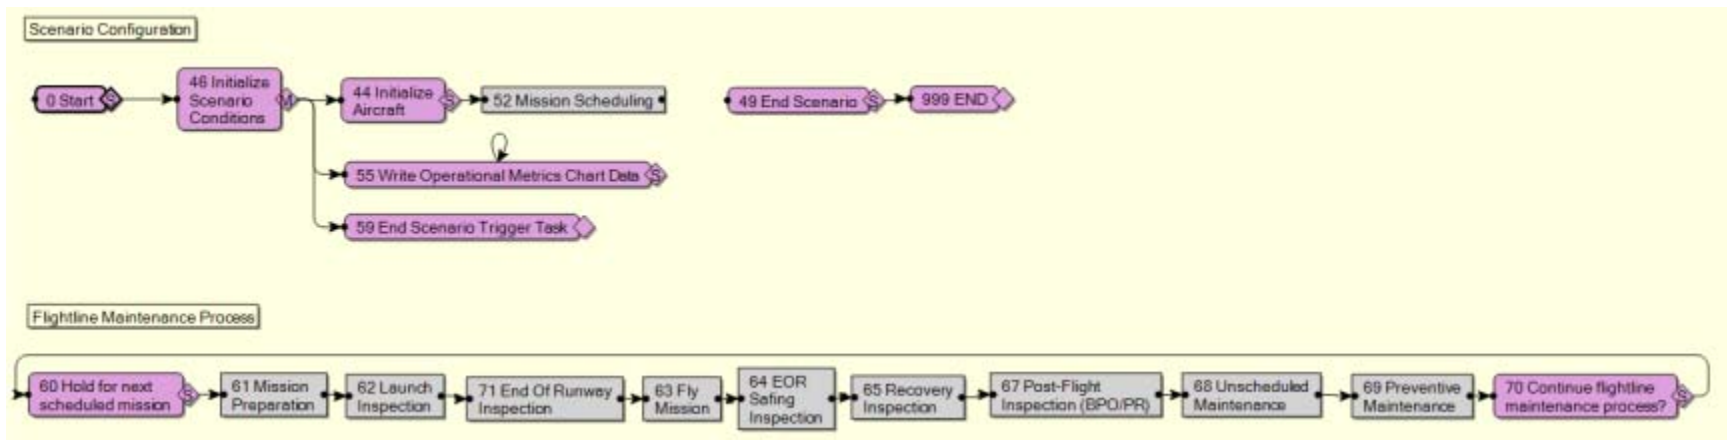 Scenario Configuration
0 Start
S
46 Initialize
Scenario
Conditions
M
44 Initialize
Aircraft
S
52 Mission Scheduling
49 End Scenario
S
999 END
55 Write Operational Metrics Chart Data
S
59 End Scenario Trigger Task
Flightline Maintenance Process
60 Hold for next
scheduled mission
S
61 Mission
Preparation
62 Launch
Inspection
71 End Of Runway
Inspection
63 Fly
Mission
64 EOR
Safing
Inspection
65 Recovery
Inspection
67 Post-Flight
Inspection (BPO/PR)
68 Unscheduled
Maintenance
69 Preventive
Maintenance
70 Continue flightline
maintenance process?
S